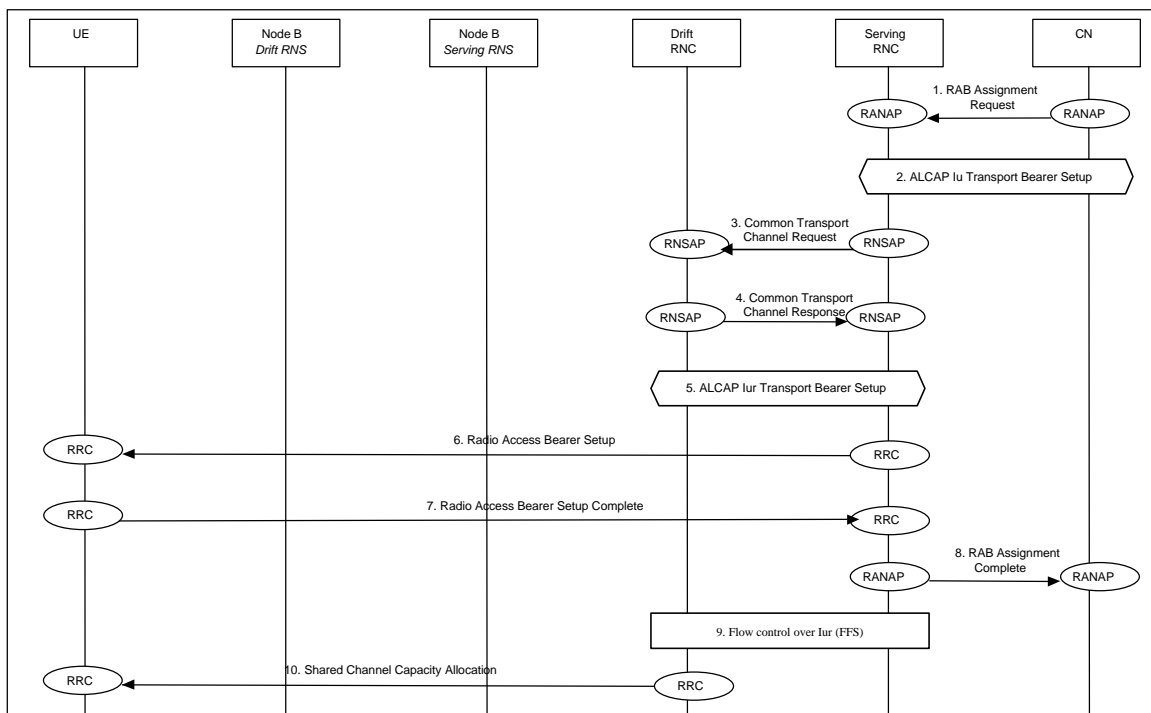 UE
Node B
Drift RNS
Node B
Serving RNS
Drift
RNC
Serving
RNC
CN
1. RAB Assignment
Request
RANAP
RANAP
2. ALCAP Iu Transport Bearer Setup
3. Common Transport
Channel Request
RNSAP
RNSAP
4. Common Transport
Channel Response
RNSAP
RNSAP
5. ALCAP Iur Transport Bearer Setup
6. Radio Access Bearer Setup
RRC
RRC
7. Radio Access Bearer Setup Complete
RRC
RRC
8. RAB Assignment
Complete
RANAP
RANAP
9. Flow control over Iur (FFS)
10. Shared Channel Capacity Allocation
RRC
RRC